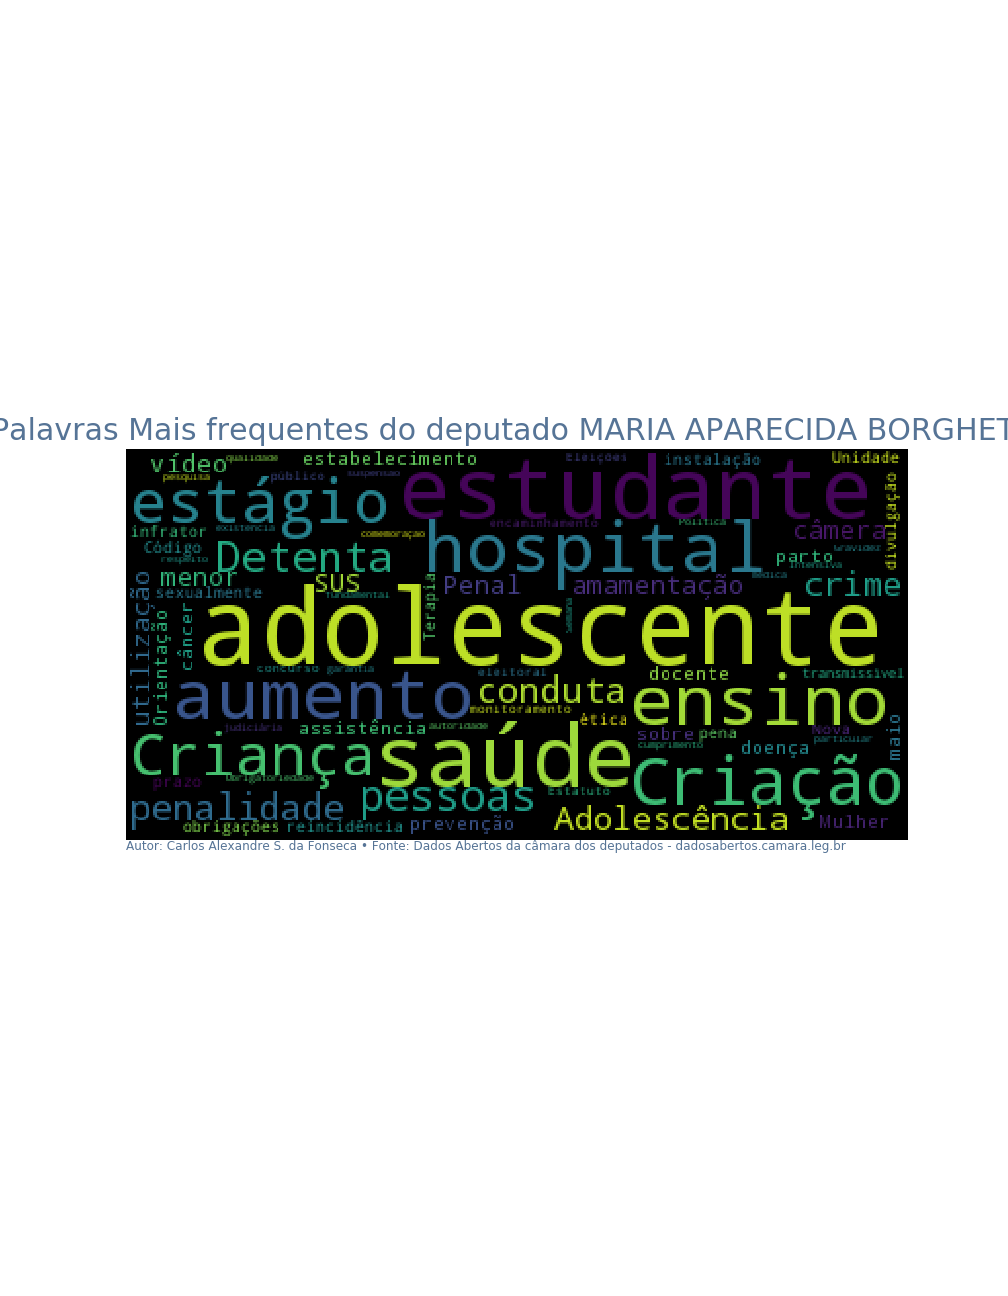 Palavras Mais frequentes do deputado MARIA APARECIDA BORGHET
vídeo
qualidade
estabelecimento
Eleições
instalação
Unidade
pesquisa
público
suspensão
estudante
estágio
divulgação
infrator
existência
comemoração
encaminhamento
Política
câmera
Código
respeito
Detenta
hospital
parto
Gravidez
intensiva
menor
SUS
Penal
amamentação
médica
crime
sexualmente
fundamental
Terapia
Semana
adolescente
utilização
Orientação
câncer
concurso
garantia
eleitoral
docente
transmissível
aumento
conduta
ensino
monitoramento
ética
judiciária
assistência
autoridade
sobre
pena
Nova
particular
maio
Criança
saúde
cumprimento
doença
prazo
Obrigatoriedade
pessoas
Estatuto
Criação
penalidade
obrigações
reincidência
prevenção
Adolescência
Mulher
Autor: Carlos Alexandre S. da Fonseca • Fonte: Dados Abertos da câmara dos deputados - dadosabertos.camara.leg.br